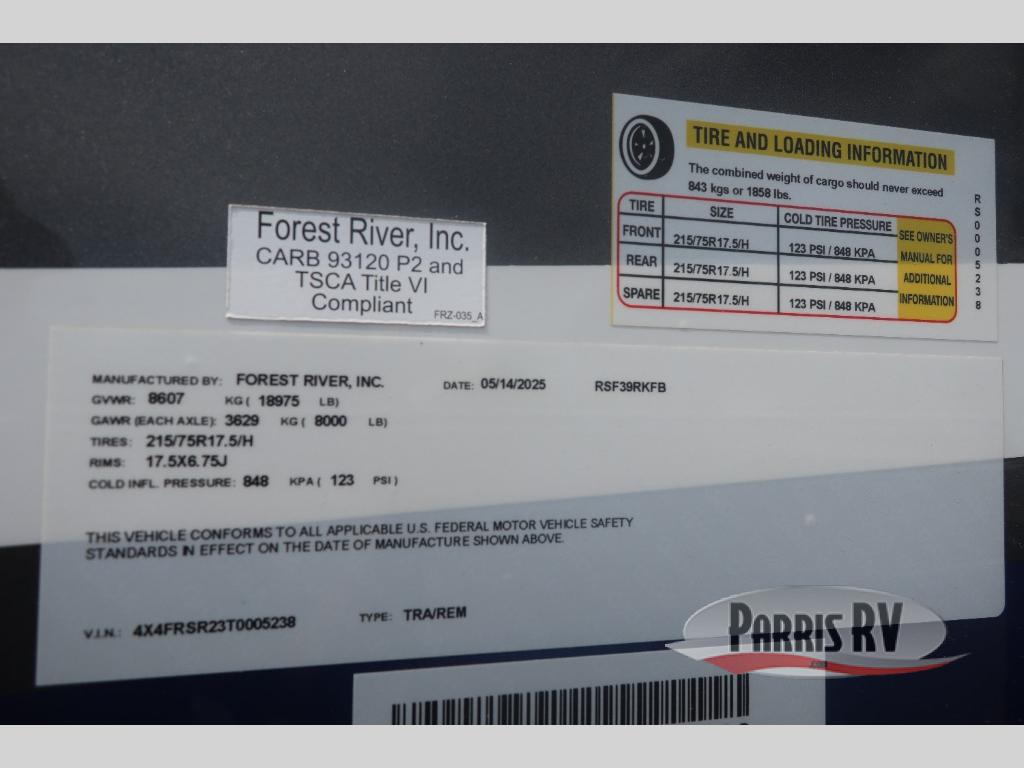 TIRE AND LOADING INFORMATION
The combined weight of cargo should never exceed
843 kgs or 1858 lbs.
TIRE SIZE COLD TIRE PRESSURE SEE OWNER'S MANUAL FOR ADDITIONAL INFORMATION
FRONT 215/75R17.5/H 123 PSI / 848 KPA
REAR 215/75R17.5/H 123 PSI / 848 KPA
SPARE 215/75R17.5/H 123 PSI / 848 KPA
RS0005238
Forest River, Inc.
CARB 93120 P2 and
TSCA Title VI
Compliant
FRZ-035_A
MANUFACTURED BY: FOREST RIVER, INC. DATE: 05/14/2025 RSF39RKFB
GVWR: 8607 KG ( 18975 LB)
GAWR (EACH AXLE): 3629 KG ( 8000 LB)
TIRES: 215/75R17.5/H
RIMS: 17.5X6.75J
COLD INFL. PRESSURE: 848 KPA ( 123 PSI )
THIS VEHICLE CONFORMS TO ALL APPLICABLE U.S. FEDERAL MOTOR VEHICLE SAFETY
STANDARDS IN EFFECT ON THE DATE OF MANUFACTURE SHOWN ABOVE.
V.I.N.: 4X4FRSR23T0005238 TYPE: TRA/REM
PARRIS RV
.com